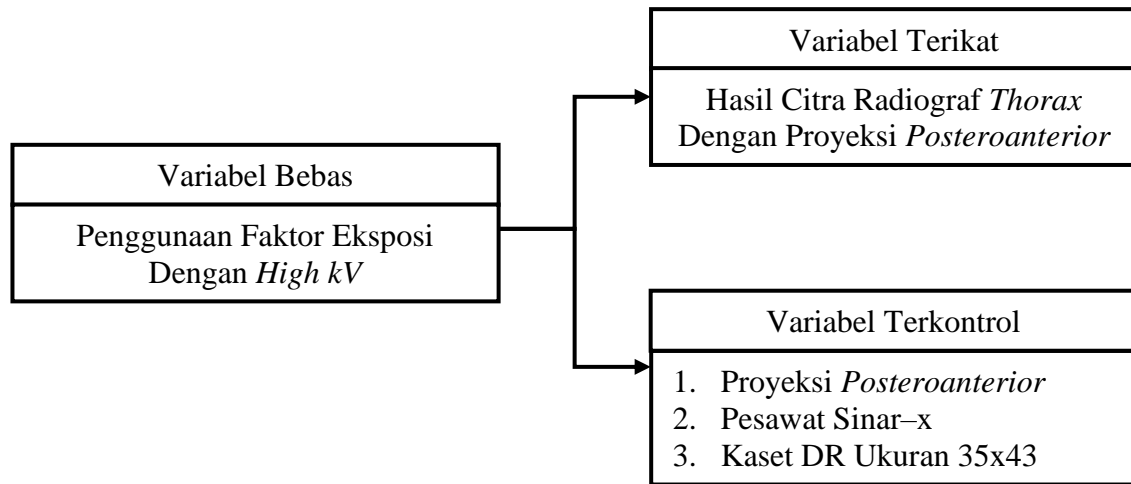 Variabel Bebas
Penggunaan Faktor Eksposi
Dengan High kV
Variabel Terikat
Hasil Citra Radiograf Thorax
Dengan Proyeksi Posteroanterior
Variabel Terkontrol
1. Proyeksi Posteroanterior
2. Pesawat Sinar–x
3. Kaset DR Ukuran 35x43